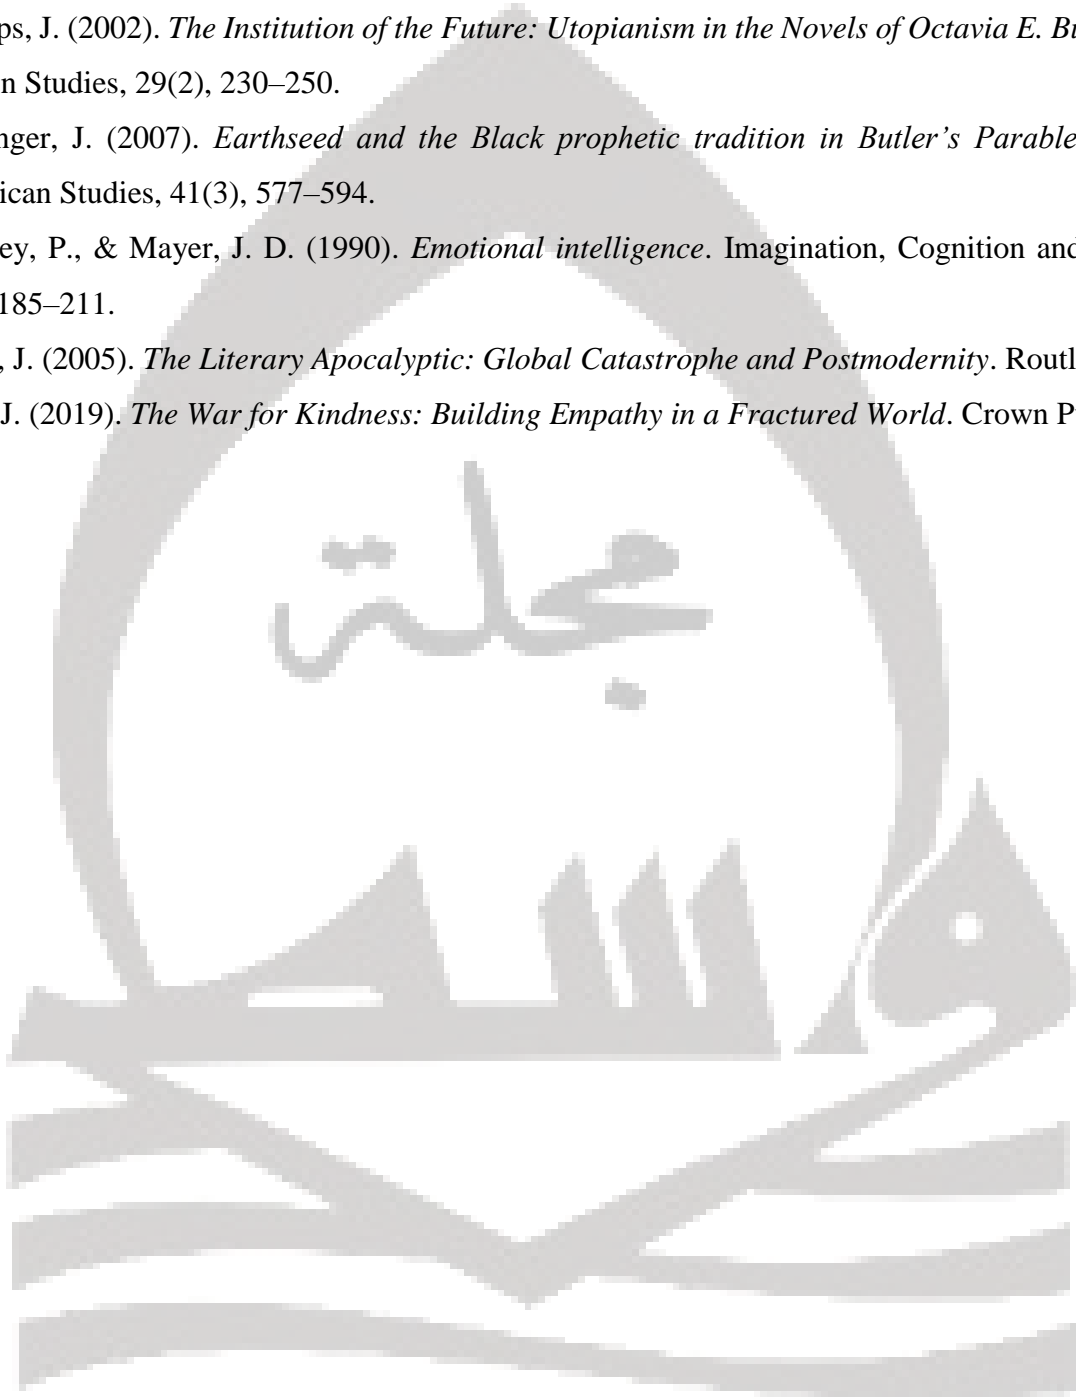 ps, J. (2002). The Institution of the Future: Utopianism in the Novels of Octavia E. Bu
n Studies, 29(2), 230–250.
nger, J. (2007). Earthseed and the Black prophetic tradition in Butler’s Parable
ican Studies, 41(3), 577–594.
ey, P., & Mayer, J. D. (1990). Emotional intelligence. Imagination, Cognition and
185–211.
, J. (2005). The Literary Apocalyptic: Global Catastrophe and Postmodernity. Routl
J. (2019). The War for Kindness: Building Empathy in a Fractured World. Crown P
مجلة
واسط